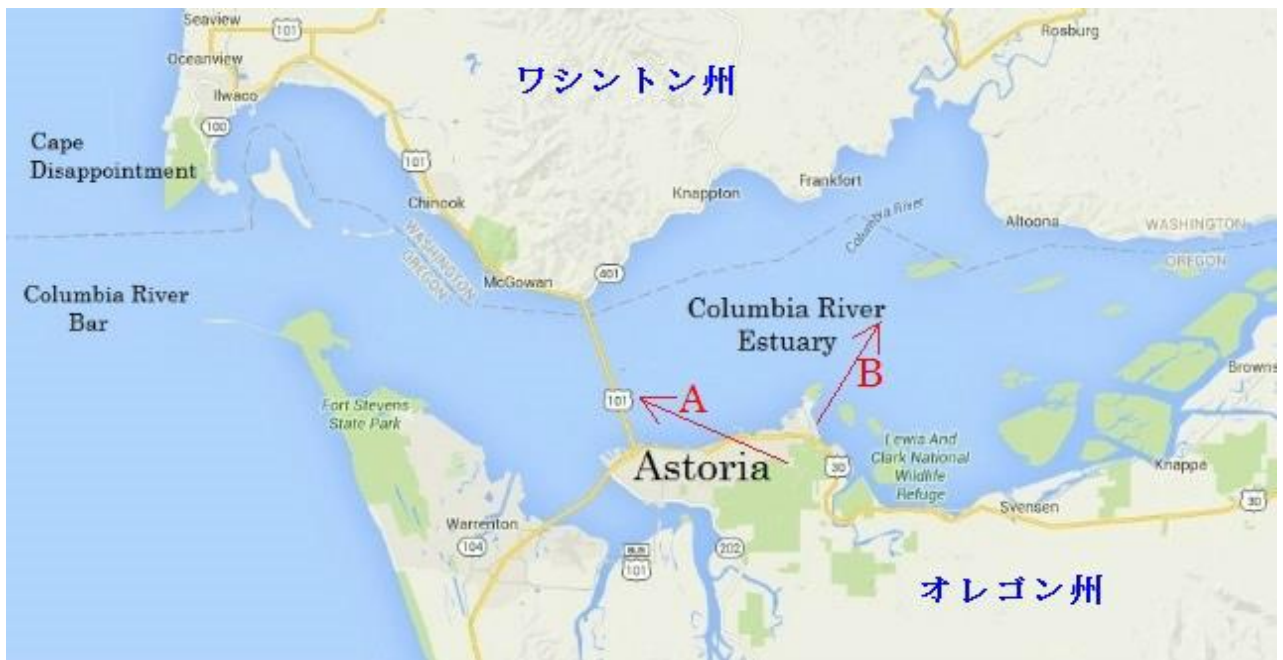 Seaview
101
Rosburg
Oceanview
ワシントン州
Ilwaco
100
Cape
Disappointment
101
Knappton
Frankfort
Chinook
Columbia River
Altoona
WASHINGTON
OREGON
WASHINGTON
OREGON
McGowan
401
Columbia River
Bar
Columbia River
Estuary
B
Browns
A
101
Fort Stevens
State Park
Astoria
30
Lewis And
Clark National
Wildlife
Refuge
Knappa
30
Svensen
Warrenton
104
202
BUS
101
オレゴン州